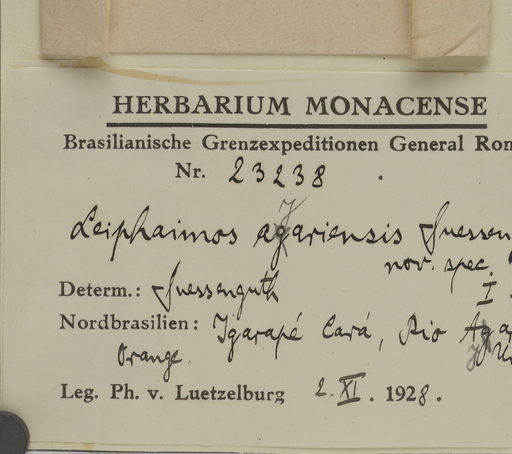 HERBARIUM MONACENSE
Brasilianische Grenzexpeditionen General Ron
Nr. 23238
Leiphaimos agariensis Suessen
nov. spec.
Determ.: Suessenguth I.
Nordbrasilien: Igarapé Cará, Rio
Orange.
Leg. Ph. v. Luetzelburg 2. XI. 1928.